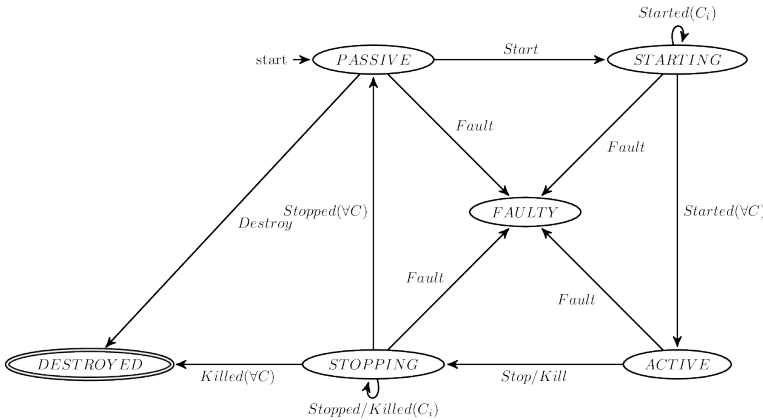 Started(C_i)
start
PASSIVE
Start
STARTING
Fault
Fault
Stopped(∀C)
Destroy
FAULTY
Started(∀C)
Fault
Fault
DESTROYED
Killed(∀C)
STOPPING
Stop/Kill
ACTIVE
Stopped/Killed(C_i)